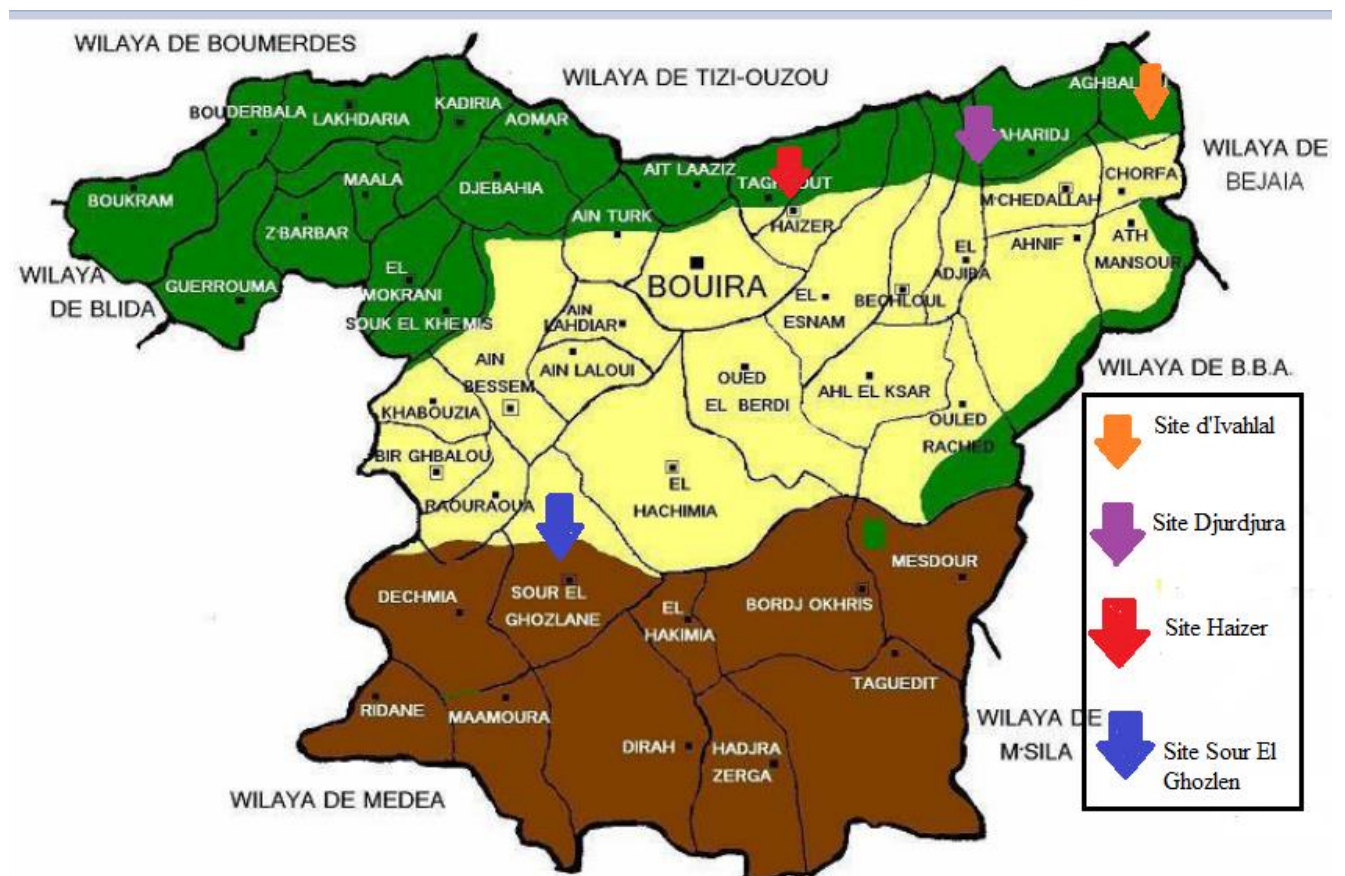 WILAYA DE BOUMERDES
WILAYA DE TIZI-OUZOU
AGHBAL
BOUDERBALA
LAKHDARIA
KADIRIA
AOMAR
AHARIDJ
WILAYA DE
BEJAIA
BOUKRAM
MAALA
DJEBAHIA
AIT LAAZIZ
CHORFA
M'CHEDALLAH
Z'BARBAR
AIN TURK
HAIZER
ATH
MANSOUR
AHNIF
EL
ADJIBA
WILAYA
DE BLIDA
GUERROUMA
EL
MOKRANI
SOUK EL KHEMIS
BOUIRA
EL
ESNAM
BECHLOUL
AIN
LAHDJAR
AIN
BESSEM
AIN LALOUI
OUED
EL BERDI
AHL EL KSAR
OULED
RACHED
WILAYA DE B.B.A.
KHABOUZIA
BIR GHBALOU
RAOURAOUA
EL
HACHIMIA
MESDOUR
DECHMIA
SOUR EL
GHOZLANE
EL
HAKIMIA
BORDJ OKHRIS
TAGUEDIT
RIDANE
MAAMOURA
DIRAH
HADJRA
ZERGA
WILAYA DE
M'SILA
WILAYA DE MEDEA
Site d'Ivahlal
Site Djurdjura
Site Haizer
Site Sour El
Ghozlen